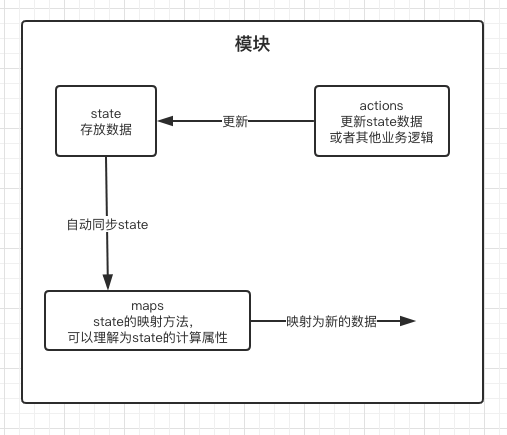 模块
state
存放数据
更新
actions
更新state数据
或者其他业务逻辑
自动同步state
maps
state的映射方法，
可以理解为state的计算属性
映射为新的数据